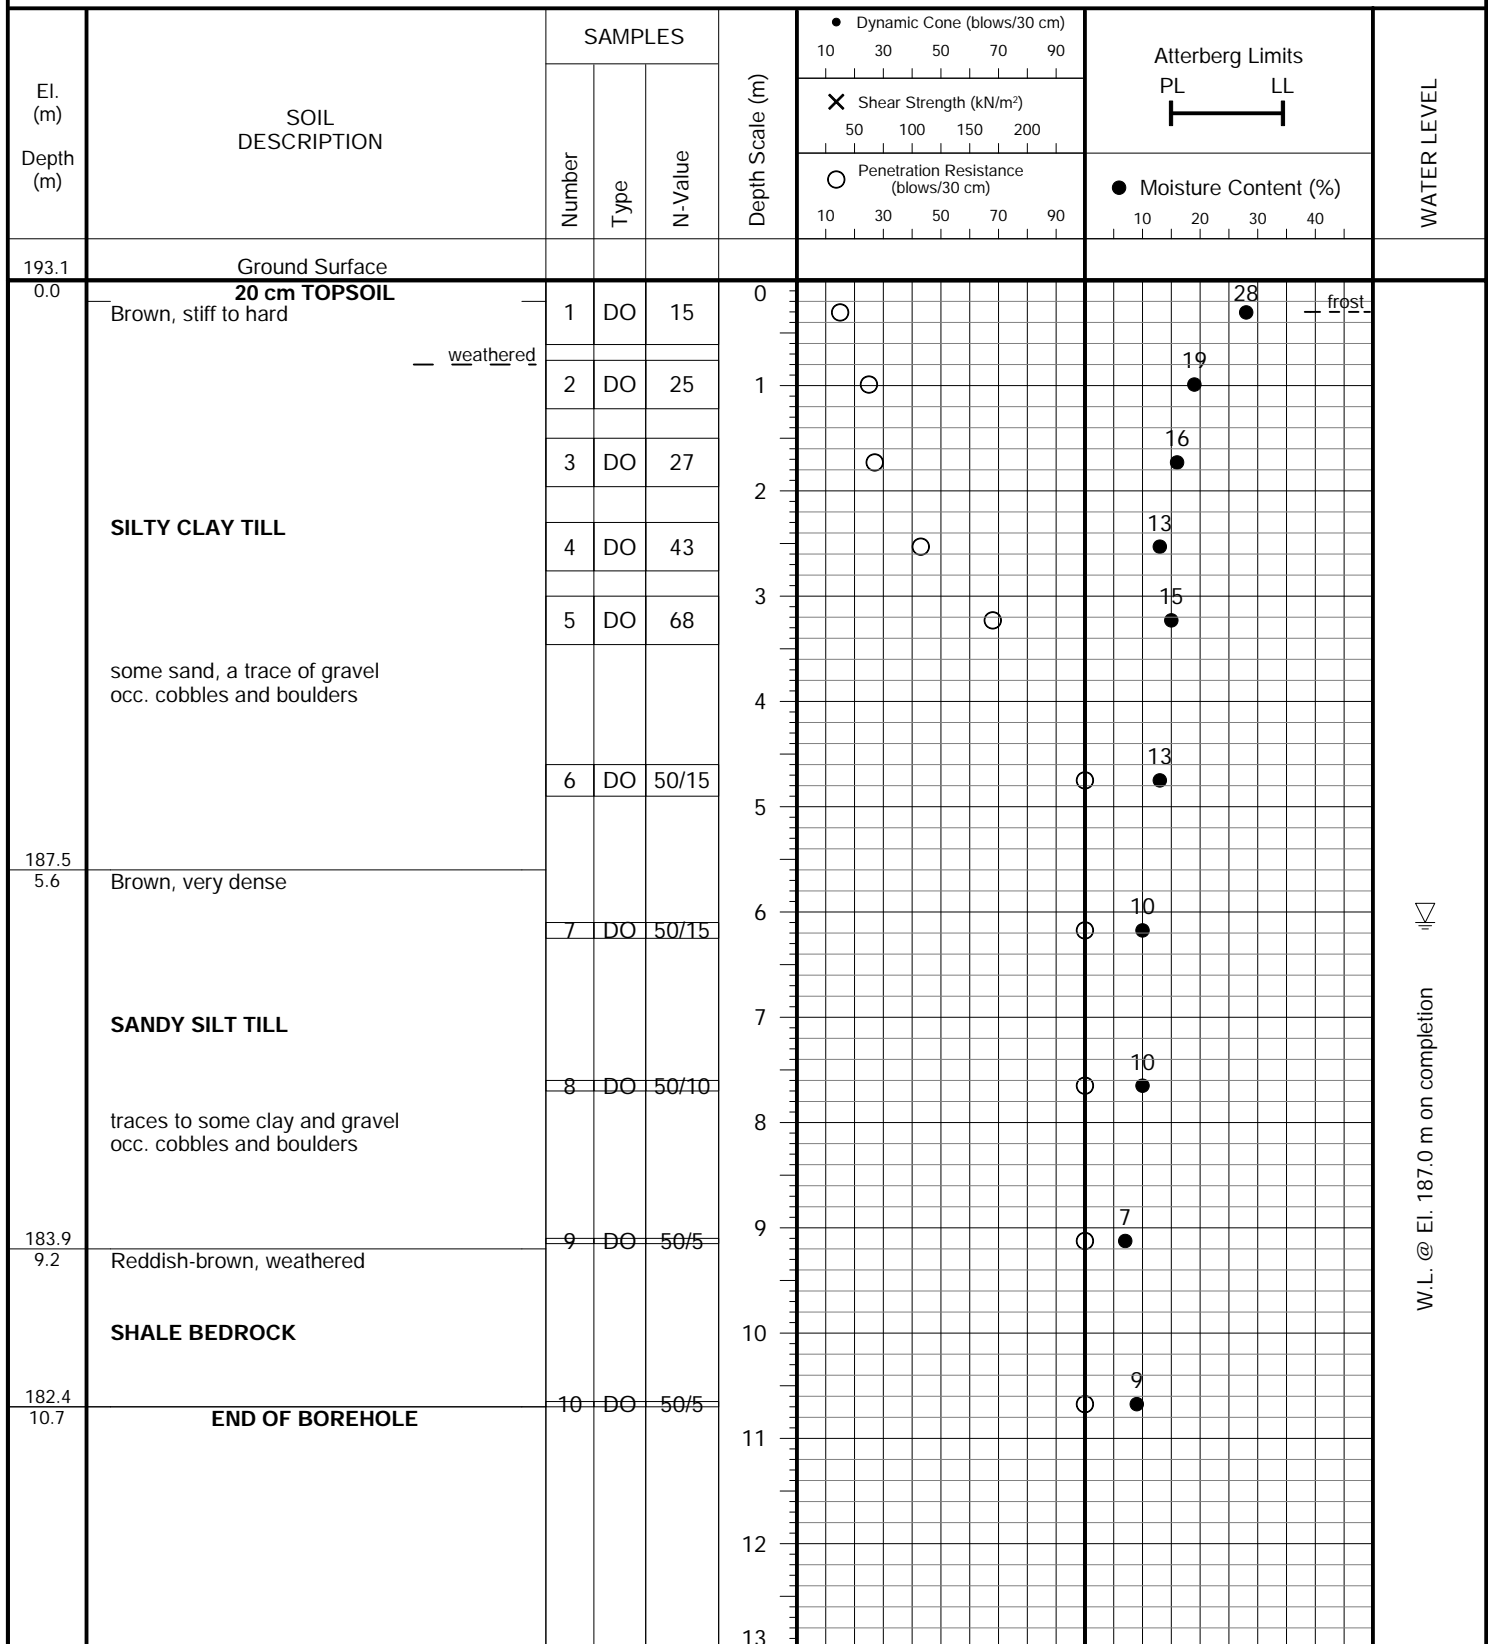 El.
(m)
Depth
(m)
SOIL
DESCRIPTION
SAMPLES
Number
Type
N-Value
Depth Scale (m)
● Dynamic Cone (blows/30 cm)
10 30 50 70 90
✕ Shear Strength (kN/m²)
50 100 150 200
○ Penetration Resistance
(blows/30 cm)
10 30 50 70 90
Atterberg Limits
PL LL
● Moisture Content (%)
10 20 30 40
WATER LEVEL
193.1 Ground Surface
0.0 20 cm TOPSOIL 0 28
Brown, stiff to hard 1 DO 15 frost
weathered 19
2 DO 25 1
16
3 DO 27
2
SILTY CLAY TILL 13
4 DO 43
3 15
5 DO 68
some sand, a trace of gravel
occ. cobbles and boulders
4
13
6 DO 50/15
5
187.5
5.6 Brown, very dense
6 10
7 DO 50/15
SANDY SILT TILL 7
10
8 DO 50/10
traces to some clay and gravel 8
occ. cobbles and boulders
7
9
183.9 9 DO 50/5
9.2 Reddish-brown, weathered
SHALE BEDROCK 10
9
182.4 10 DO 50/5
10.7 END OF BOREHOLE
11
12
13
W.L. @ El. 187.0 m on completion